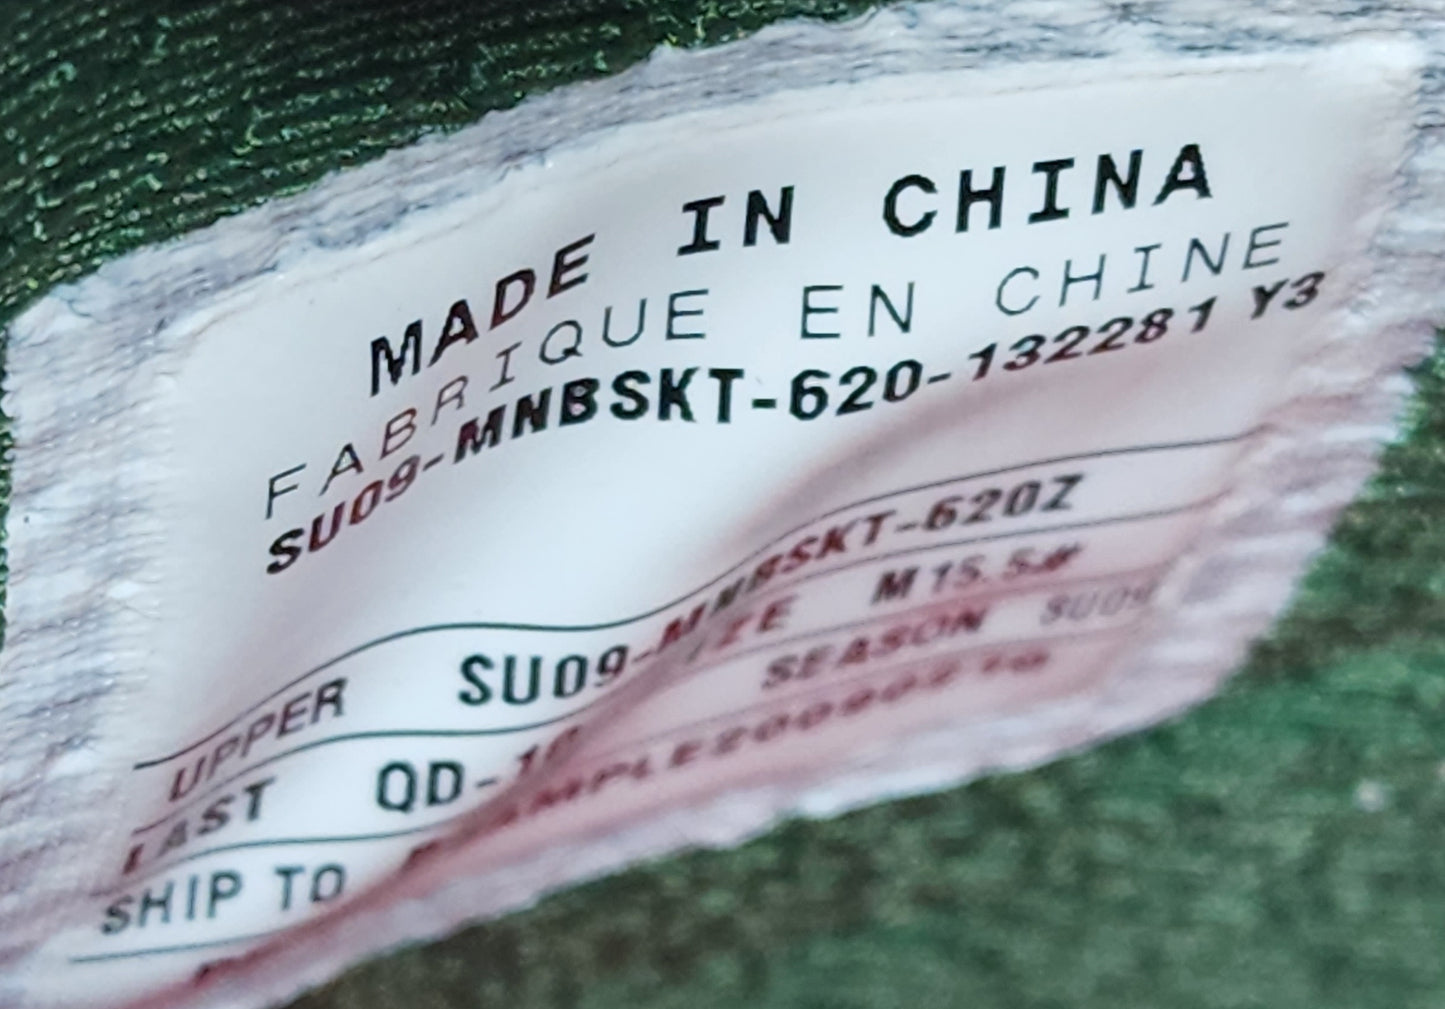 MADE IN CHINA
FABRIQUE EN CHINE
SU09-MNBSKT-620-132281 Y3
UPPER SU09-MNBSKT-620Z
LAST QD- M 15.5#
SEASON SU09
SHIP TO